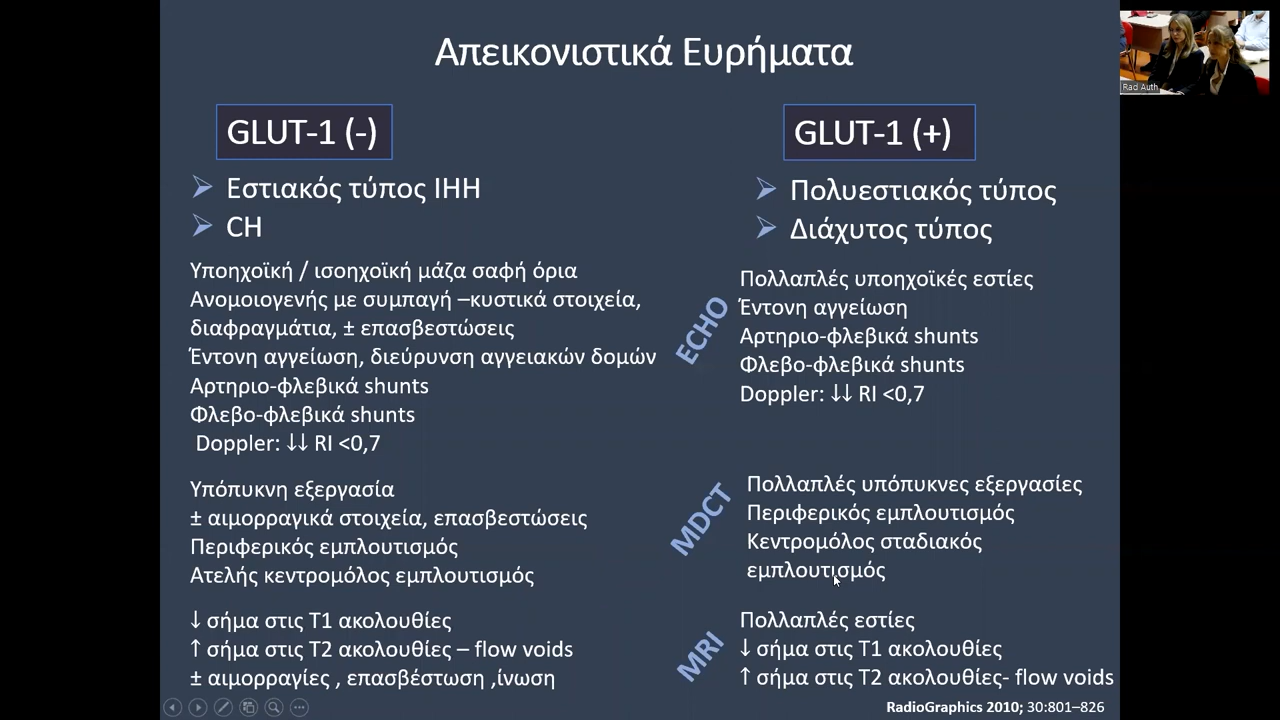 Απεικονιστικά Ευρήματα
GLUT-1 (-)
Εστιακός τύπος ΙΗΗ
CH
Υποηχοϊκή / ισοηχοϊκή μάζα σαφή όρια
Ανομοιογενής με συμπαγή –κυστικά στοιχεία,
διαφραγμάτια, ± επασβεστώσεις
Έντονη αγγείωση, διεύρυνση αγγειακών δομών
Αρτηριο-φλεβικά shunts
Φλεβο-φλεβικά shunts
Doppler: ↓↓ RI <0,7
Υπόπυκνη εξεργασία
± αιμορραγικά στοιχεία, επασβεστώσεις
Περιφερικός εμπλουτισμός
Ατελής κεντρομόλος εμπλουτισμός
↓ σήμα στις Τ1 ακολουθίες
↑ σήμα στις Τ2 ακολουθίες – flow voids
± αιμορραγίες , επασβέστωση ,ίνωση
GLUT-1 (+)
Πολυεστιακός τύπος
Διάχυτος τύπος
ECHO
Πολλαπλές υποηχοϊκές εστίες
Έντονη αγγείωση
Αρτηριο-φλεβικά shunts
Φλεβο-φλεβικά shunts
Doppler: ↓↓ RI <0,7
MDCT
Πολλαπλές υπόπυκνες εξεργασίες
Περιφερικός εμπλουτισμός
Κεντρομόλος σταδιακός
εμπλουτισμός
MRI
Πολλαπλές εστίες
↓ σήμα στις Τ1 ακολουθίες
↑ σήμα στις Τ2 ακολουθίες- flow voids
RadioGraphics 2010; 30:801–826
Rad Auth